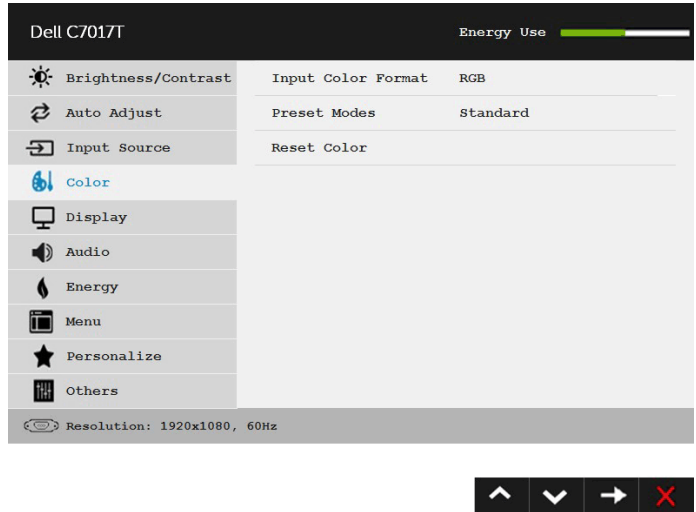 Dell C7017T
Energy Use
Brightness/Contrast
Input Color Format RGB
Auto Adjust
Preset Modes Standard
Input Source
Reset Color
Color
Display
Audio
Energy
Menu
Personalize
Others
Resolution: 1920x1080, 60Hz